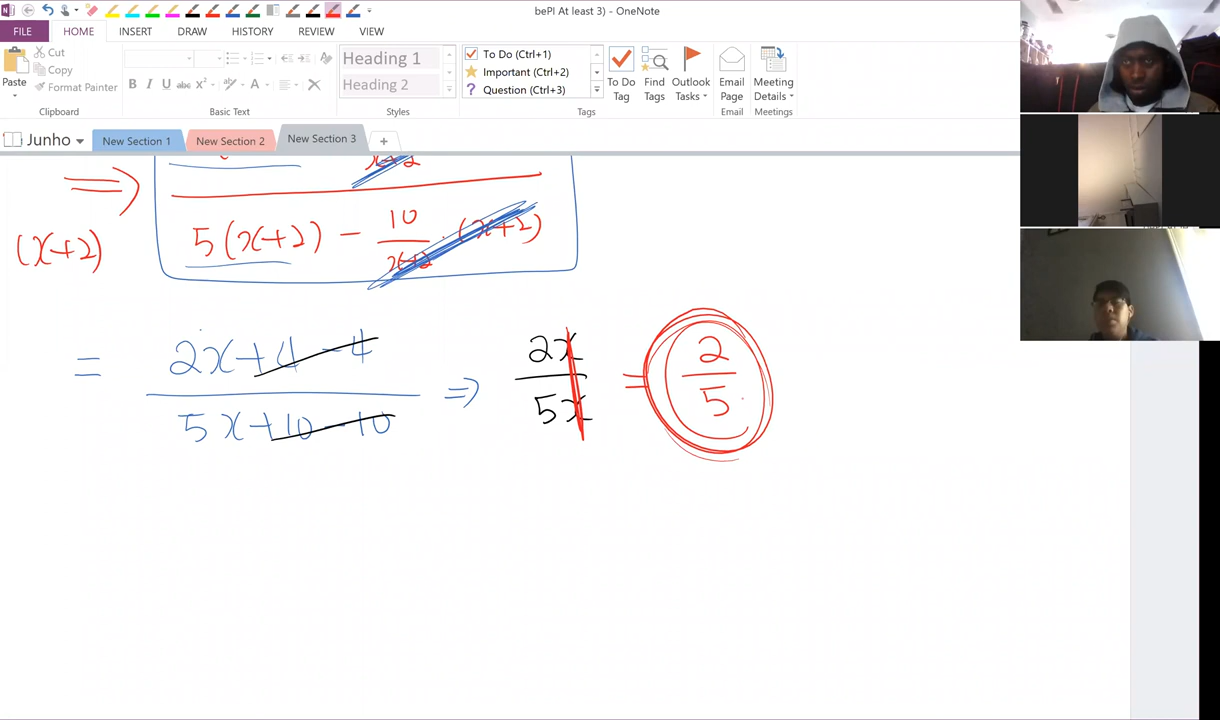 bePl At least 3) - OneNote
FILE HOME INSERT DRAW HISTORY REVIEW VIEW
Paste
Cut
Copy
Format Painter
Clipboard
B I U abc A
Basic Text
Heading 1
Heading 2
Styles
To Do (Ctrl+1)
Important (Ctrl+2)
Question (Ctrl+3)
To Do Tag
Find Tags
Outlook Tasks
Tags
Email Page
Email
Meeting Details
Meetings
Junho New Section 1 New Section 2 New Section 3 +
x+2
⇒
(x+2) 5(x+2) - 10/x+2 · (x+2)
= 2x+4-4 / 5x+10-10 ⇒ 2x/5x = 2/5